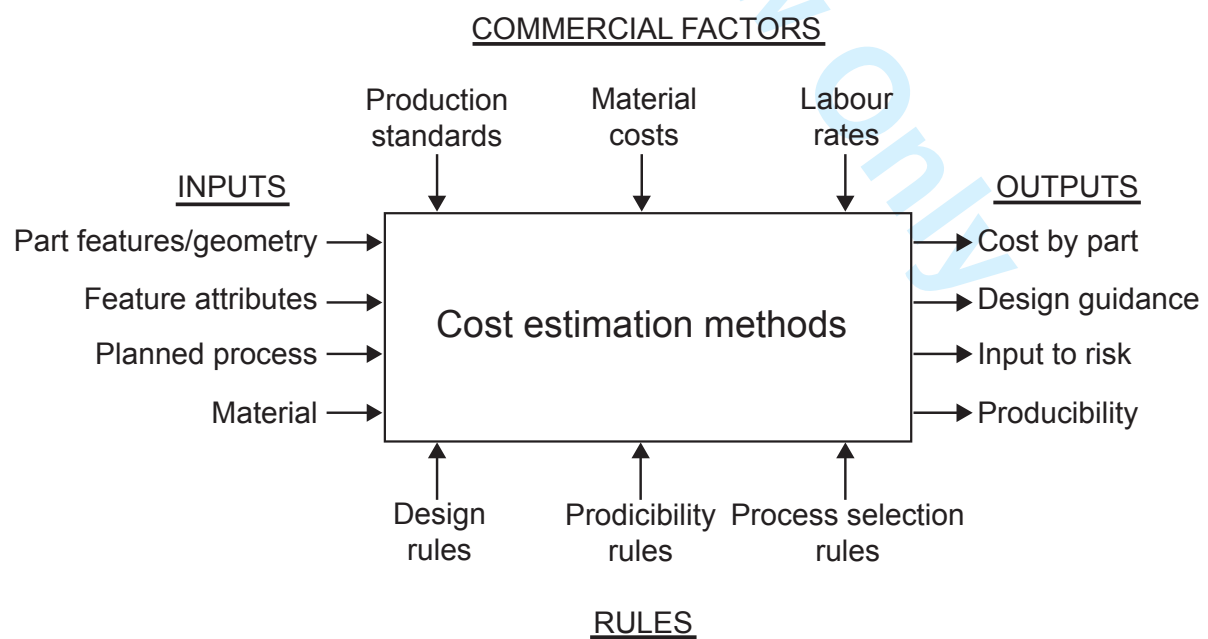 COMMERCIAL FACTORS
Production
standards
Material
costs
Labour
rates
INPUTS
OUTPUTS
Part features/geometry
Feature attributes
Planned process
Material
Cost estimation methods
Cost by part
Design guidance
Input to risk
Producibility
Design
rules
Prodicibility
rules
Process selection
rules
RULES
Only